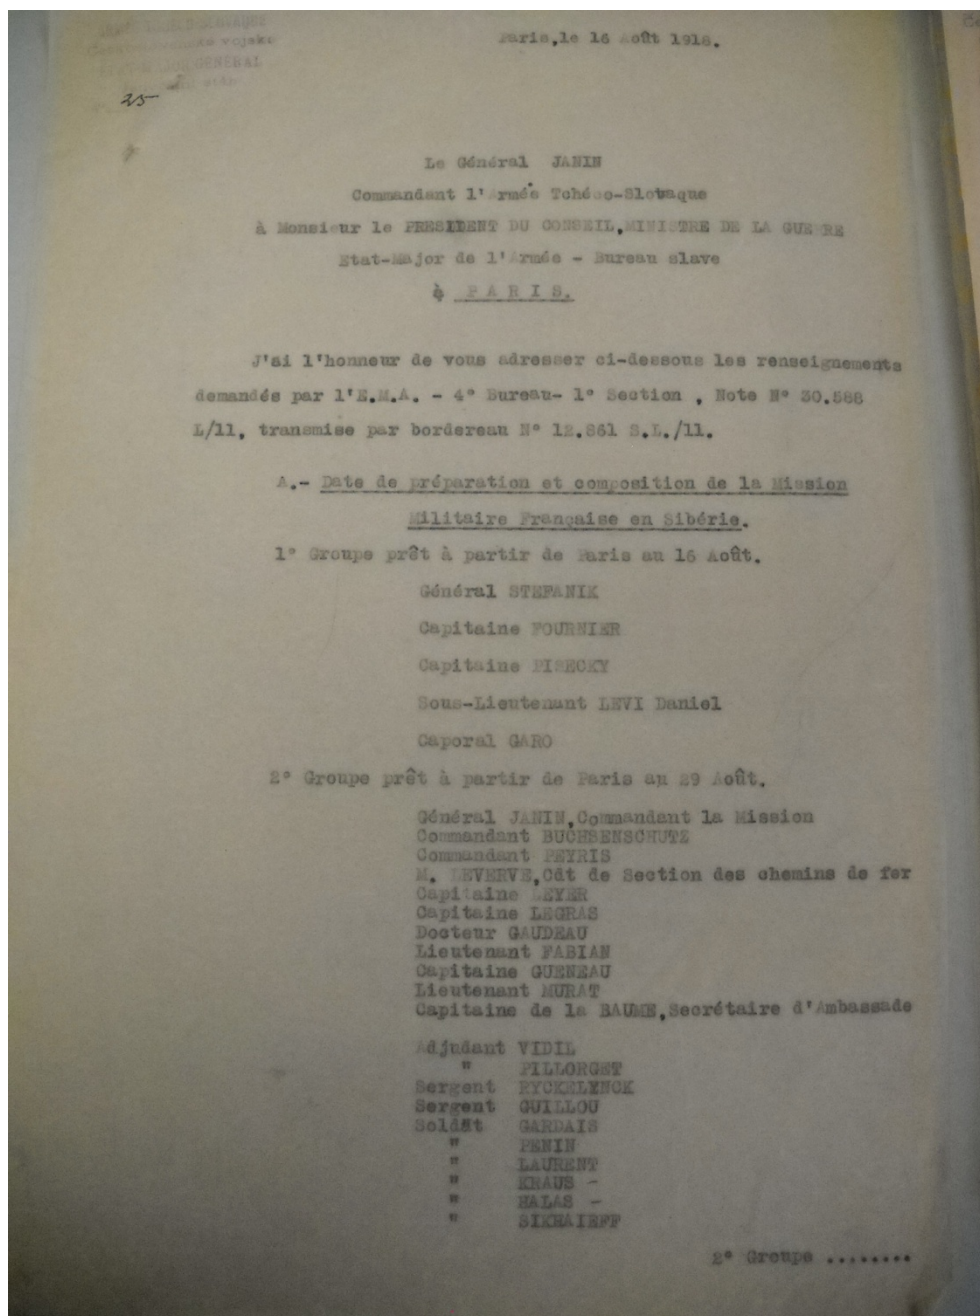 Československé vojsko
ETAT-MAJOR GENERAL
25
Paris,le 16 Août 1918.
Le Général JANIN
Commandant l'Armée Tchéco-Slovaque
à Monsieur le PRESIDENT DU CONSEIL,MINISTRE DE LA GUERRE
Etat-Major de l'Armée - Bureau slave
à PARIS.
J'ai l'honneur de vous adresser ci-dessous les renseignements
demandés par l'E.M.A. - 4° Bureau- 1° Section , Note N° 30.588
L/11, transmise par bordereau N° 12.861 S.L./11.
A.- Date de préparation et composition de la Mission
Militaire Française en Sibérie.
1° Groupe prêt à partir de Paris au 16 Août.
Général STEFANIK
Capitaine FOURNIER
Capitaine PISECKY
Sous-Lieutenant LEVI Daniel
Caporal GARO
2° Groupe prêt à partir de Paris au 29 Août.
Général JANIN,Commandant la Mission
Commandant BUCHSENSCHUTZ
Commandant PEYRIS
M. LEVERVE,Cdt de Section des chemins de fer
Capitaine LEYER
Capitaine LEGRAS
Docteur GAUDEAU
Lieutenant FABIAN
Capitaine GUENEAU
Lieutenant MURAT
Capitaine de la BAUME,Secrétaire d'Ambassade
Adjudant VIDIL
" PILLORGET
Sergent RYCKELYNCK
Sergent GUILLOU
Soldat GARDAIS
" PENIN
" LAURENT
" KRAUS -
" HALAS -
" SIKHAIEFF
2° Groupe ........